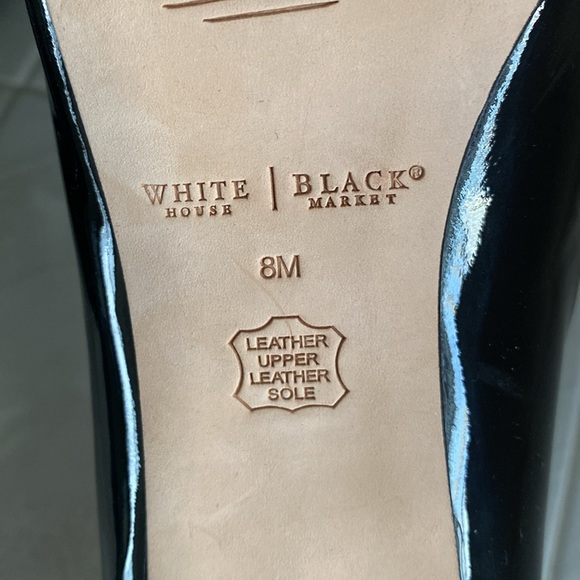 WHITE | BLACK®
HOUSE MARKET
8M
LEATHER
UPPER
LEATHER
SOLE